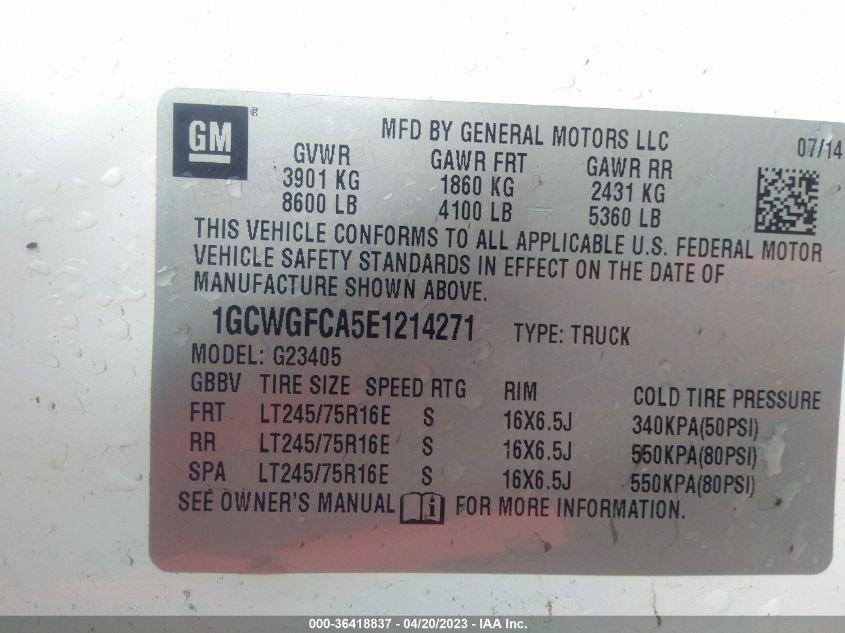 GM ®
MFD BY GENERAL MOTORS LLC 07/14
GVWR GAWR FRT GAWR RR
3901 KG 1860 KG 2431 KG
8600 LB 4100 LB 5360 LB
THIS VEHICLE CONFORMS TO ALL APPLICABLE U.S. FEDERAL MOTOR
VEHICLE SAFETY STANDARDS IN EFFECT ON THE DATE OF
MANUFACTURE SHOWN ABOVE.
1GCWGFCA5E1214271 TYPE: TRUCK
MODEL: G23405
GBBV TIRE SIZE SPEED RTG RIM COLD TIRE PRESSURE
FRT LT245/75R16E S 16X6.5J 340KPA(50PSI)
RR LT245/75R16E S 16X6.5J 550KPA(80PSI)
SPA LT245/75R16E S 16X6.5J 550KPA(80PSI)
SEE OWNER'S MANUAL i FOR MORE INFORMATION.
000-36418837 - 04/20/2023 - IAA Inc.